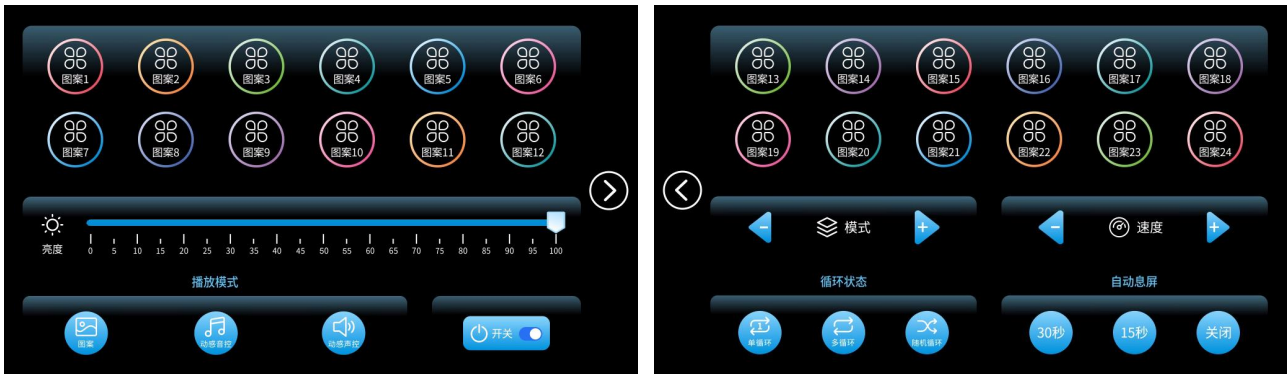 图案1 图案2 图案3 图案4 图案5 图案6
图案7 图案8 图案9 图案10 图案11 图案12
亮度
0 5 10 15 20 25 30 35 40 45 50 55 60 65 70 75 80 85 90 95 100
播放模式
图案 动感音控 动感声控 开关
图案13 图案14 图案15 图案16 图案17 图案18
图案19 图案20 图案21 图案22 图案23 图案24
- 模式 + - 速度 +
循环状态 自动息屏
1
单循环 多循环 随机循环 30秒 15秒 关闭